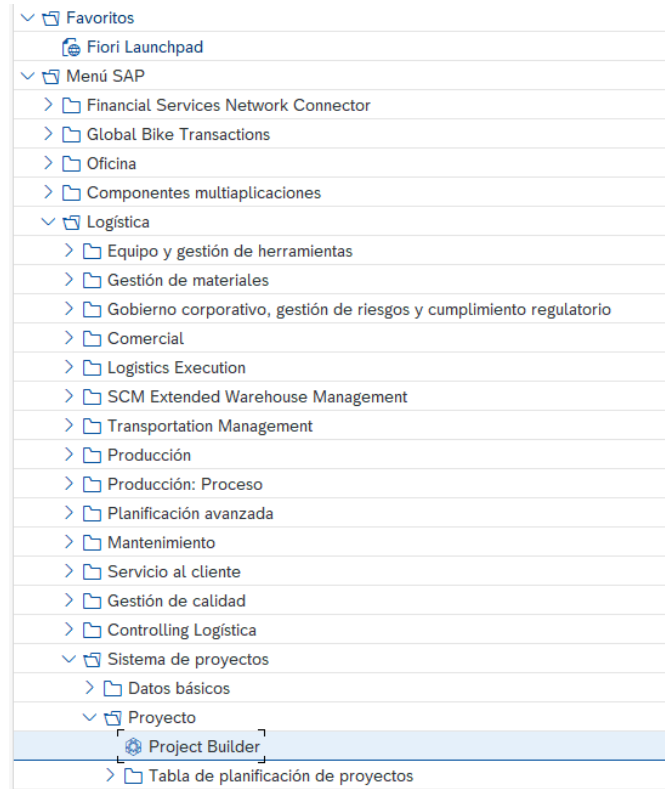 Favoritos
Fiori Launchpad
Menú SAP
Financial Services Network Connector
Global Bike Transactions
Oficina
Componentes multiaplicaciones
Logística
Equipo y gestión de herramientas
Gestión de materiales
Gobierno corporativo, gestión de riesgos y cumplimiento regulatorio
Comercial
Logistics Execution
SCM Extended Warehouse Management
Transportation Management
Producción
Producción: Proceso
Planificación avanzada
Mantenimiento
Servicio al cliente
Gestión de calidad
Controlling Logística
Sistema de proyectos
Datos básicos
Proyecto
Project Builder
Tabla de planificación de proyectos